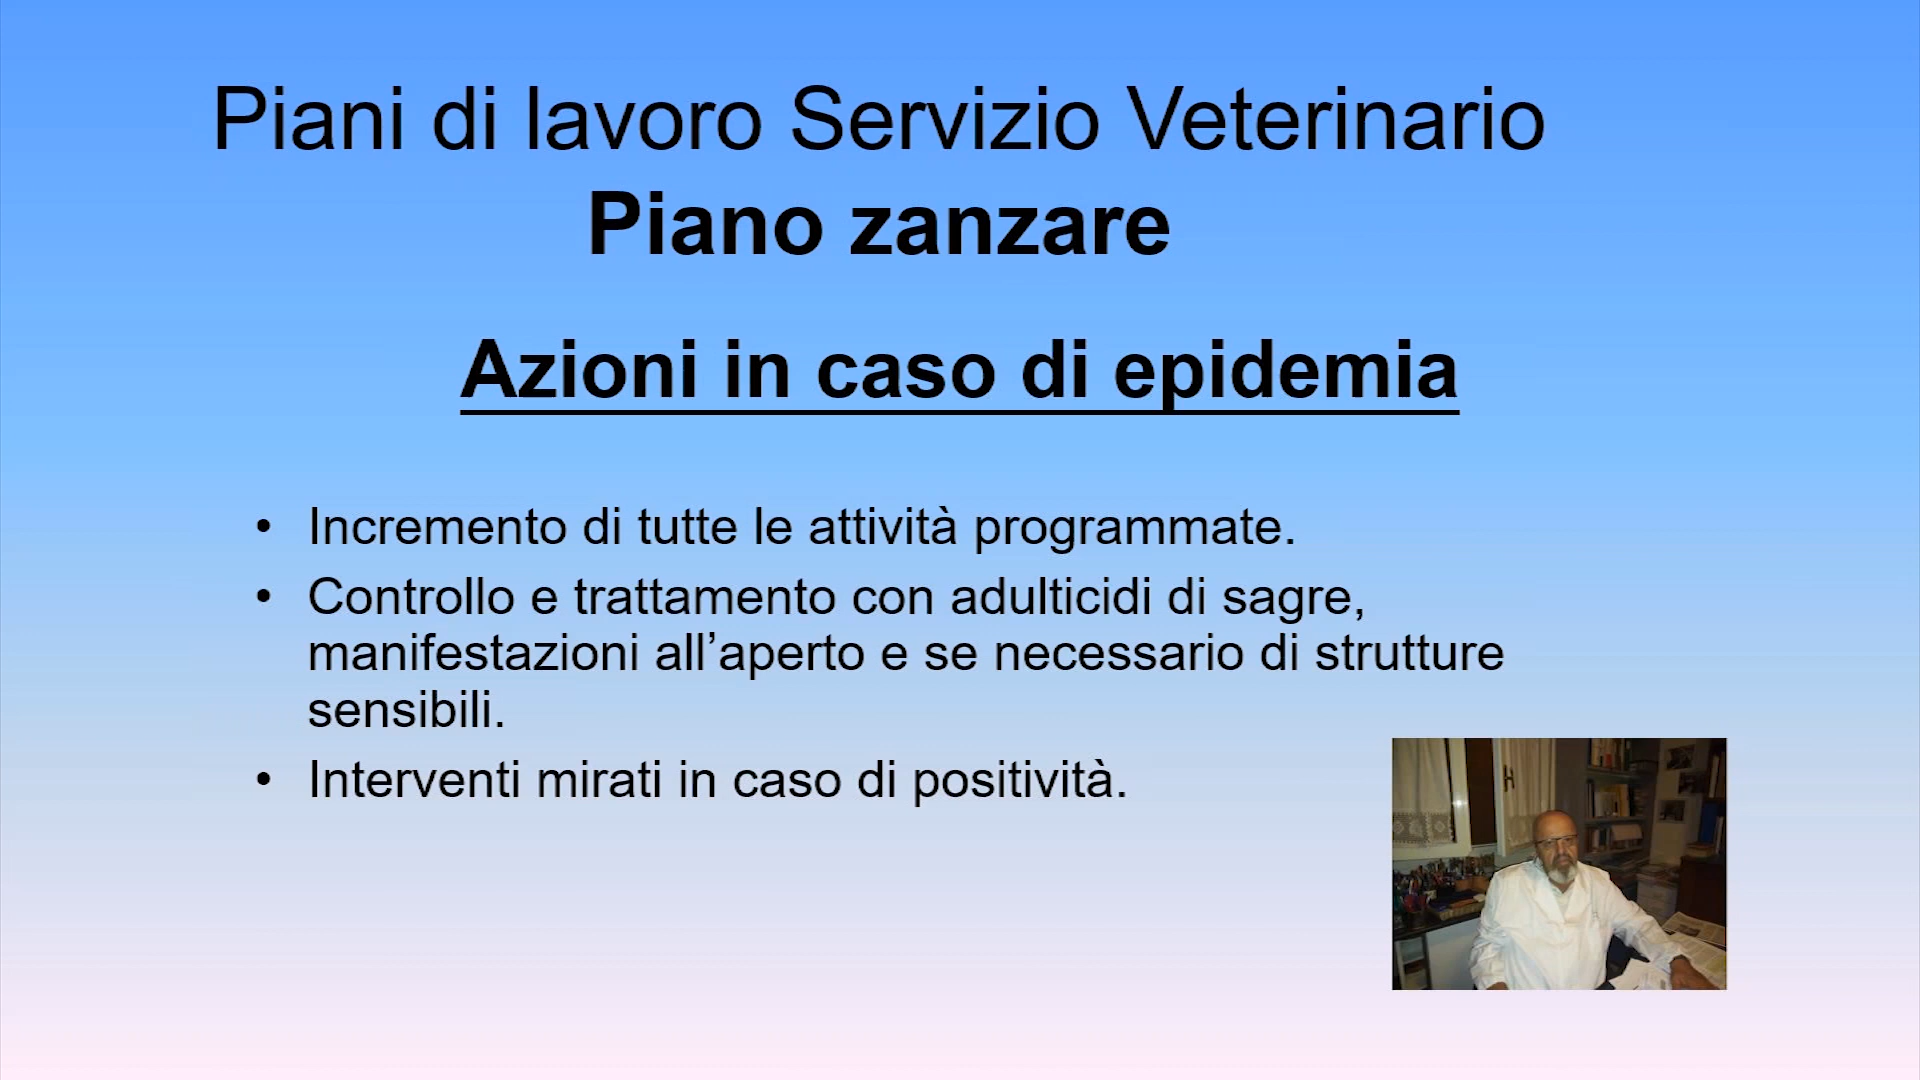 Piani di lavoro Servizio Veterinario
Piano zanzare
Azioni in caso di epidemia
• Incremento di tutte le attività programmate.
• Controllo e trattamento con adulticidi di sagre,
manifestazioni all’aperto e se necessario di strutture
sensibili.
• Interventi mirati in caso di positività.